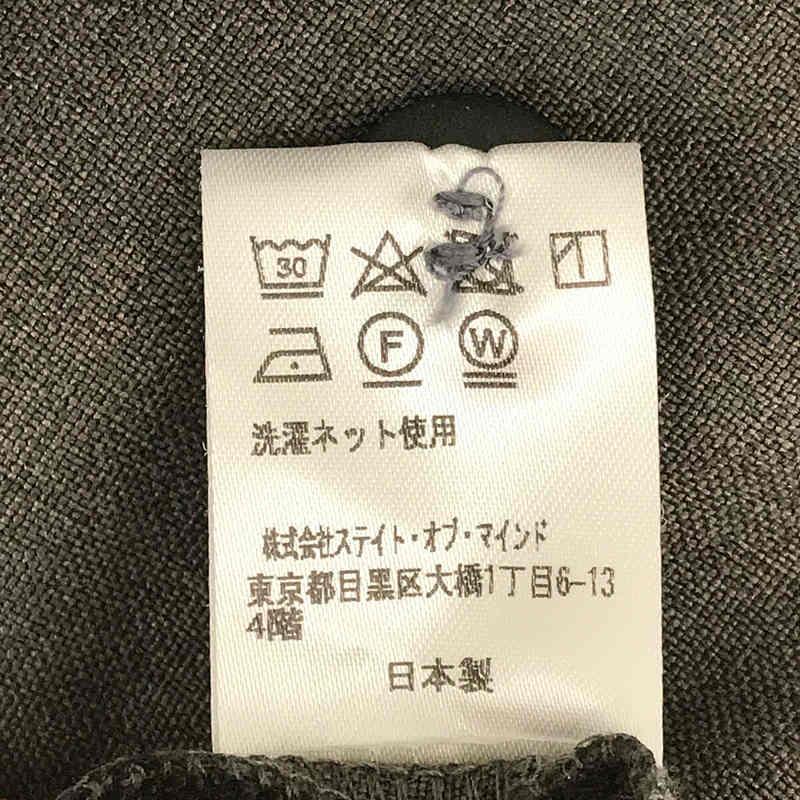 30
F W
洗濯ネット使用
株式会社ステイト・オブ・マインド
東京都目黒区大橋1丁目6-13
4階
日本製